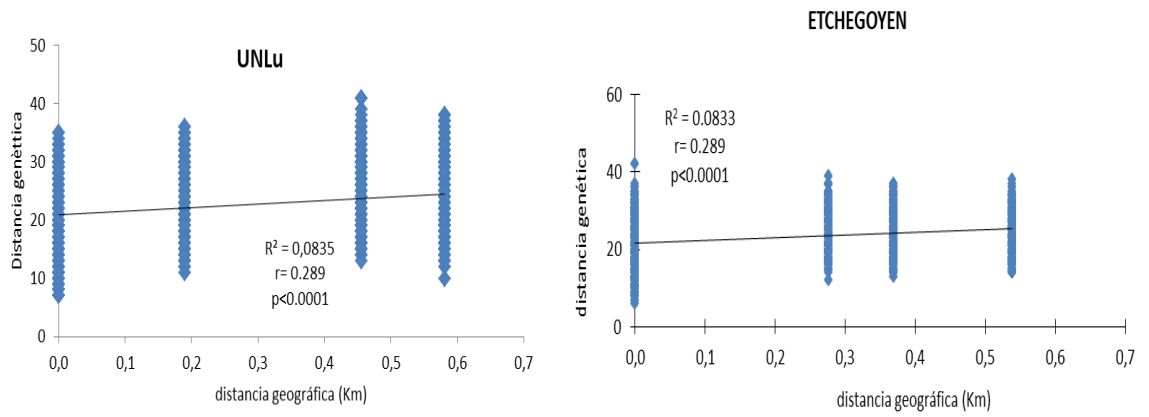 UNLu
50
40
30
20
10
0
Distancia genèttica
R² = 0,0835
r= 0.289
p<0.0001
0,0 0,1 0,2 0,3 0,4 0,5 0,6 0,7
distancia geográfica (Km)
ETCHEGOYEN
60
40
20
0
distancia genética
R² = 0.0833
r= 0.289
p<0.0001
0,0 0,1 0,2 0,3 0,4 0,5 0,6 0,7
distancia geográfica (Km)